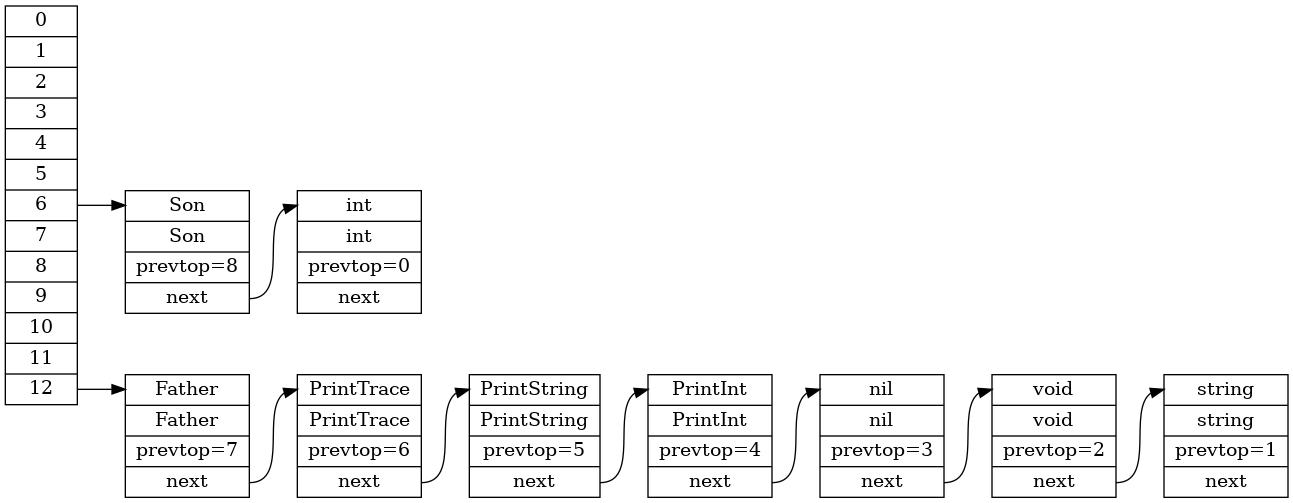 0
1
2
3
4
5
6
7
8
9
10
11
12
Son
Son
prevtop=8
next
int
int
prevtop=0
next
Father
Father
prevtop=7
next
PrintTrace
PrintTrace
prevtop=6
next
PrintString
PrintString
prevtop=5
next
PrintInt
PrintInt
prevtop=4
next
nil
nil
prevtop=3
next
void
void
prevtop=2
next
string
string
prevtop=1
next